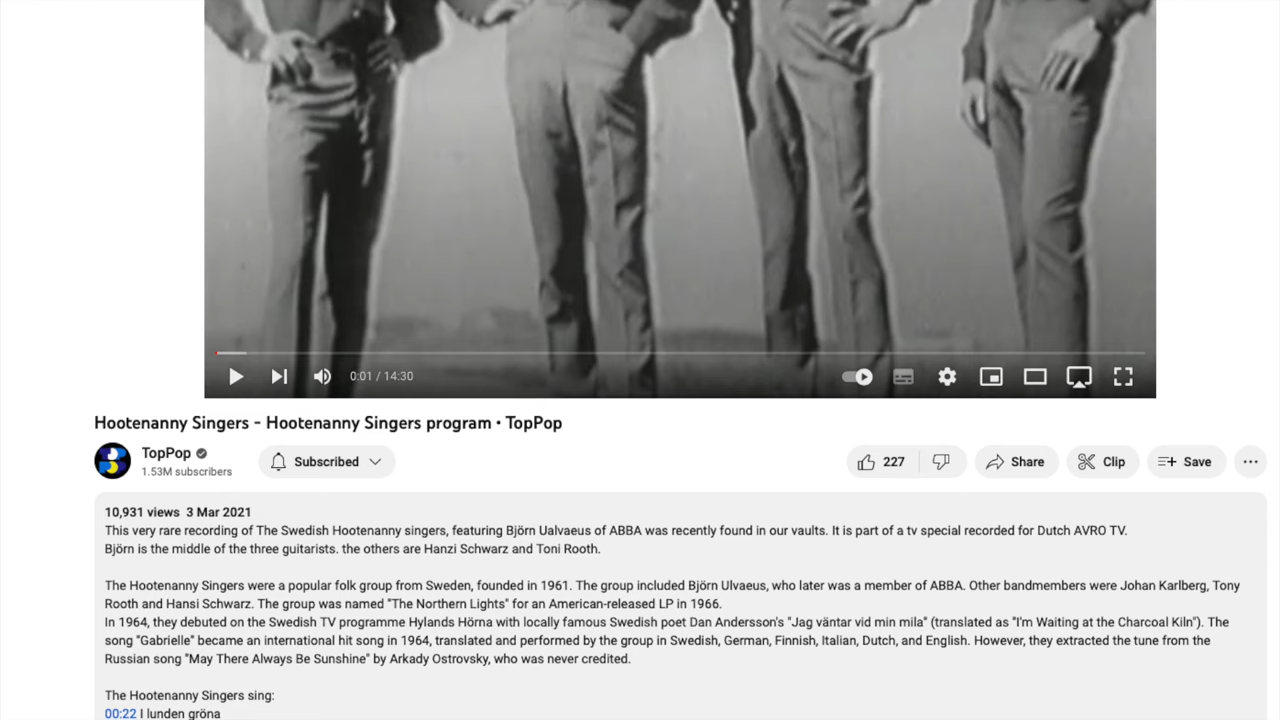 0:01 / 14:30
Hootenanny Singers - Hootenanny Singers program • TopPop
TopPop
1.53M subscribers
Subscribed
227
Share
Clip
Save
10,931 views 3 Mar 2021
This very rare recording of The Swedish Hootenanny singers, featuring Björn Ualvaeus of ABBA was recently found in our vaults. It is part of a tv special recorded for Dutch AVRO TV.
Björn is the middle of the three guitarists. the others are Hanzi Schwarz and Toni Rooth.
The Hootenanny Singers were a popular folk group from Sweden, founded in 1961. The group included Björn Ulvaeus, who later was a member of ABBA. Other bandmembers were Johan Karlberg, Tony
Rooth and Hansi Schwarz. The group was named "The Northern Lights" for an American-released LP in 1966.
In 1964, they debuted on the Swedish TV programme Hylands Hörna with locally famous Swedish poet Dan Andersson's "Jag väntar vid min mila" (translated as "I'm Waiting at the Charcoal Kiln"). The
song "Gabrielle" became an international hit song in 1964, translated and performed by the group in Swedish, German, Finnish, Italian, Dutch, and English. However, they extracted the tune from the
Russian song "May There Always Be Sunshine" by Arkady Ostrovsky, who was never credited.
The Hootenanny Singers sing:
00:22 I lunden gröna